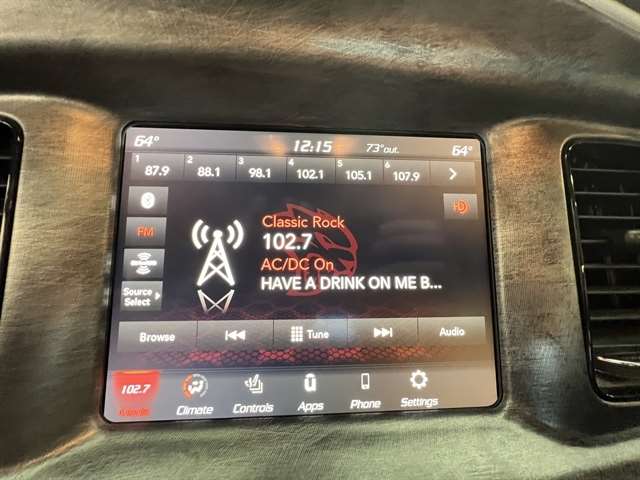 64° 12:15 73° out. 64°
1 2 3 4 5 6
87.9 88.1 98.1 102.1 105.1 107.9
FM
Classic Rock
102.7
AC/DC On
HAVE A DRINK ON ME B...
Source
Select
Browse Tune Audio
102.7
Climate Controls Apps Phone Settings